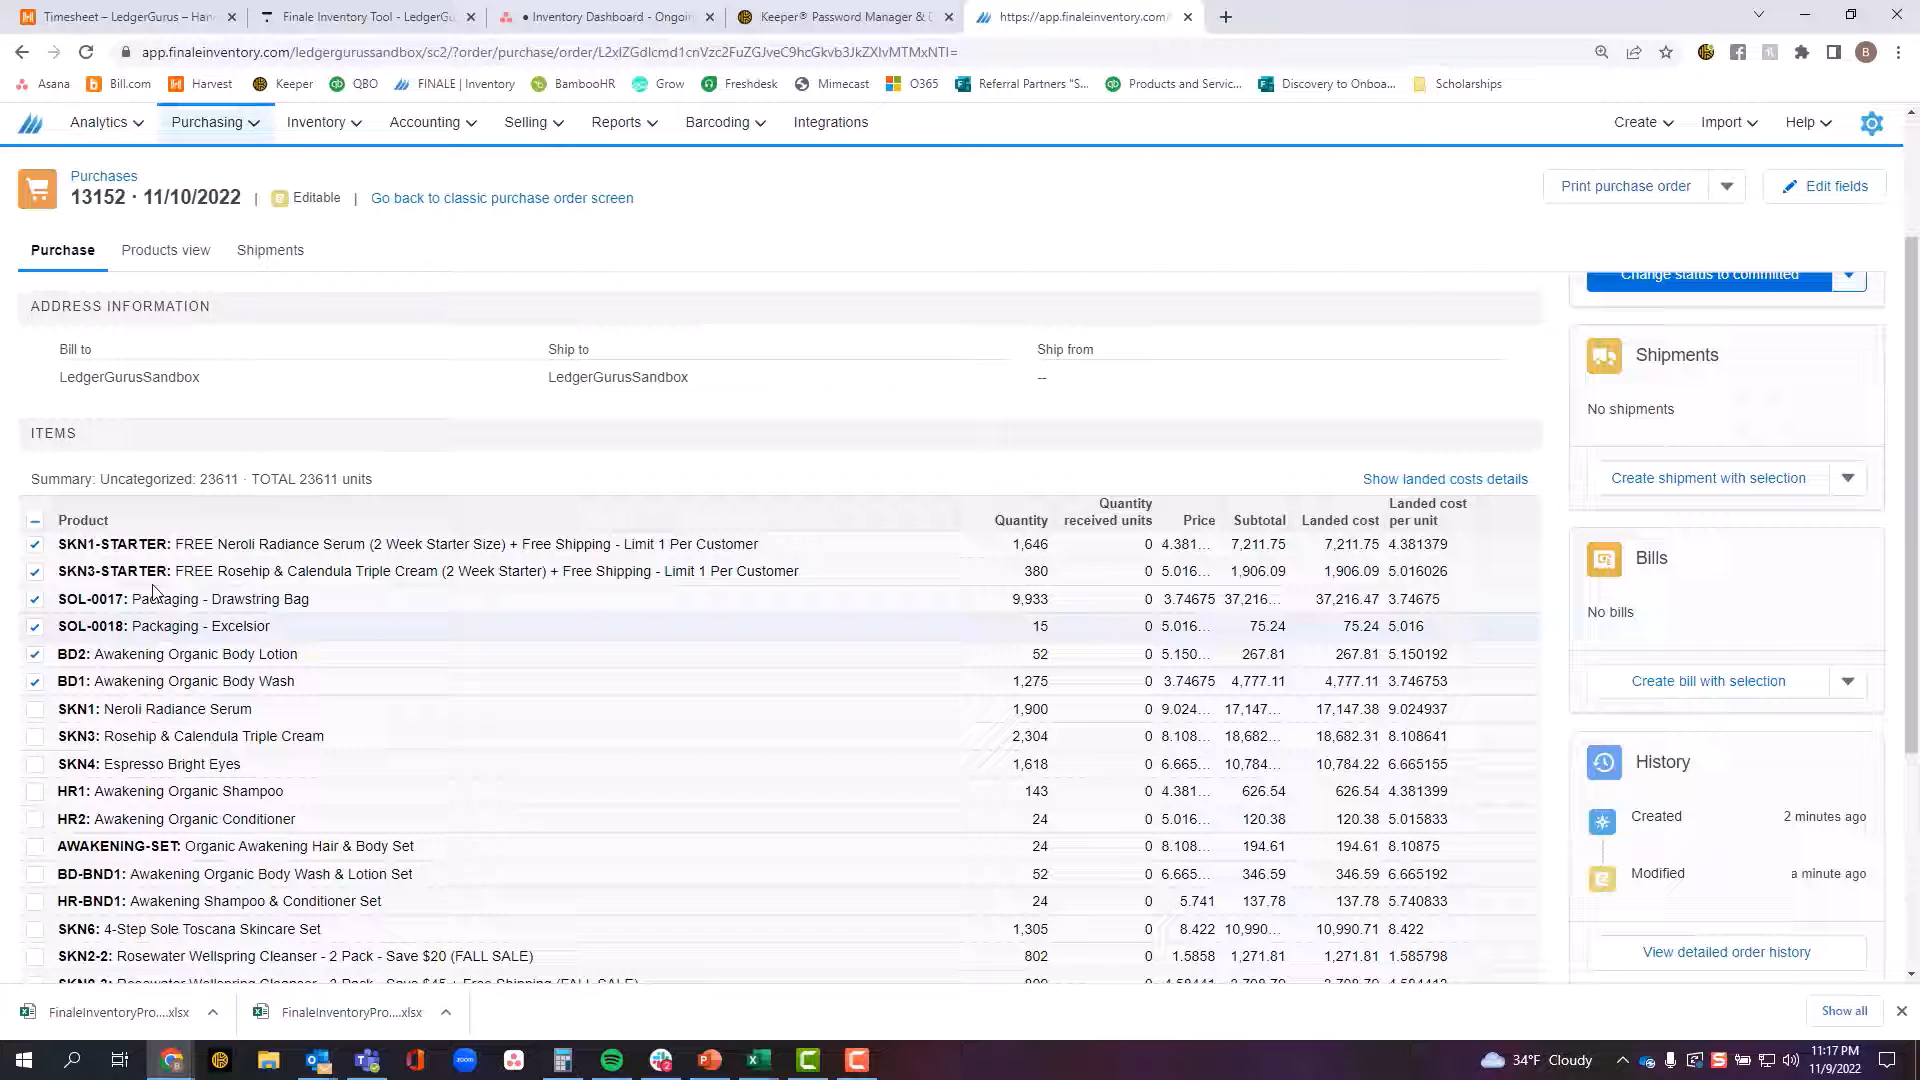 Timesheet – LedgerGurus – Har
Finale Inventory Tool - LedgerGu
• Inventory Dashboard - Ongoin
Keeper® Password Manager & D
https://app.finaleinventory.com/
app.finaleinventory.com/ledgergurussandbox/sc2/?order/purchase/order/L2xlZGdlcmd1cnVzc2FuZGJveC9hcGkvb3JkZXIvMTMxNTI=
Asana
Bill.com
Harvest
Keeper
QBO
FINALE | Inventory
BambooHR
Grow
Freshdesk
Mimecast
O365
Referral Partners "S...
Products and Servic...
Discovery to Onboa...
Scholarships
Analytics
Purchasing
Inventory
Accounting
Selling
Reports
Barcoding
Integrations
Create
Import
Help
Purchases
13152 · 11/10/2022 | Editable | Go back to classic purchase order screen
Print purchase order
Edit fields
Purchase
Products view
Shipments
Change status to committed
ADDRESS INFORMATION
Bill to
Ship to
Ship from
LedgerGurusSandbox
LedgerGurusSandbox
--
ITEMS
Summary: Uncategorized: 23611 · TOTAL 23611 units
Show landed costs details
Product Quantity Quantity received units Price Subtotal Landed cost Landed cost per unit
SKN1-STARTER: FREE Neroli Radiance Serum (2 Week Starter Size) + Free Shipping - Limit 1 Per Customer 1,646 0 4.381... 7,211.75 7,211.75 4.381379
SKN3-STARTER: FREE Rosehip & Calendula Triple Cream (2 Week Starter) + Free Shipping - Limit 1 Per Customer 380 0 5.016... 1,906.09 1,906.09 5.016026
SOL-0017: Packaging - Drawstring Bag 9,933 0 3.74675 37,216... 37,216.47 3.74675
SOL-0018: Packaging - Excelsior 15 0 5.016... 75.24 75.24 5.016
BD2: Awakening Organic Body Lotion 52 0 5.150... 267.81 267.81 5.150192
BD1: Awakening Organic Body Wash 1,275 0 3.74675 4,777.11 4,777.11 3.746753
SKN1: Neroli Radiance Serum 1,900 0 9.024... 17,147... 17,147.38 9.024937
SKN3: Rosehip & Calendula Triple Cream 2,304 0 8.108... 18,682... 18,682.31 8.108641
SKN4: Espresso Bright Eyes 1,618 0 6.665... 10,784... 10,784.22 6.665155
HR1: Awakening Organic Shampoo 143 0 4.381... 626.54 626.54 4.381399
HR2: Awakening Organic Conditioner 24 0 5.016... 120.38 120.38 5.015833
AWAKENING-SET: Organic Awakening Hair & Body Set 24 0 8.108... 194.61 194.61 8.10875
BD-BND1: Awakening Organic Body Wash & Lotion Set 52 0 6.665... 346.59 346.59 6.665192
HR-BND1: Awakening Shampoo & Conditioner Set 24 0 5.741 137.78 137.78 5.740833
SKN6: 4-Step Sole Toscana Skincare Set 1,305 0 8.422 10,990... 10,990.71 8.422
SKN2-2: Rosewater Wellspring Cleanser - 2 Pack - Save $20 (FALL SALE) 802 0 1.5858 1,271.81 1,271.81 1.585798
Shipments
No shipments
Create shipment with selection
Bills
No bills
Create bill with selection
History
Created 2 minutes ago
Modified a minute ago
View detailed order history
FinaleInventoryPro....xlsx
FinaleInventoryPro....xlsx
Show all
34°F Cloudy
11:17 PM
11/9/2022